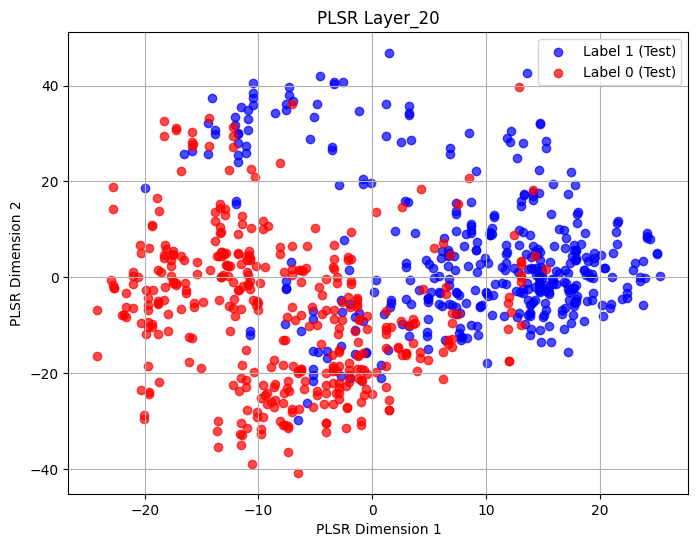 PLSR Layer_20
Label 1 (Test)
Label 0 (Test)
PLSR Dimension 2
40
20
0
−20
−40
−20
−10
0
10
20
PLSR Dimension 1